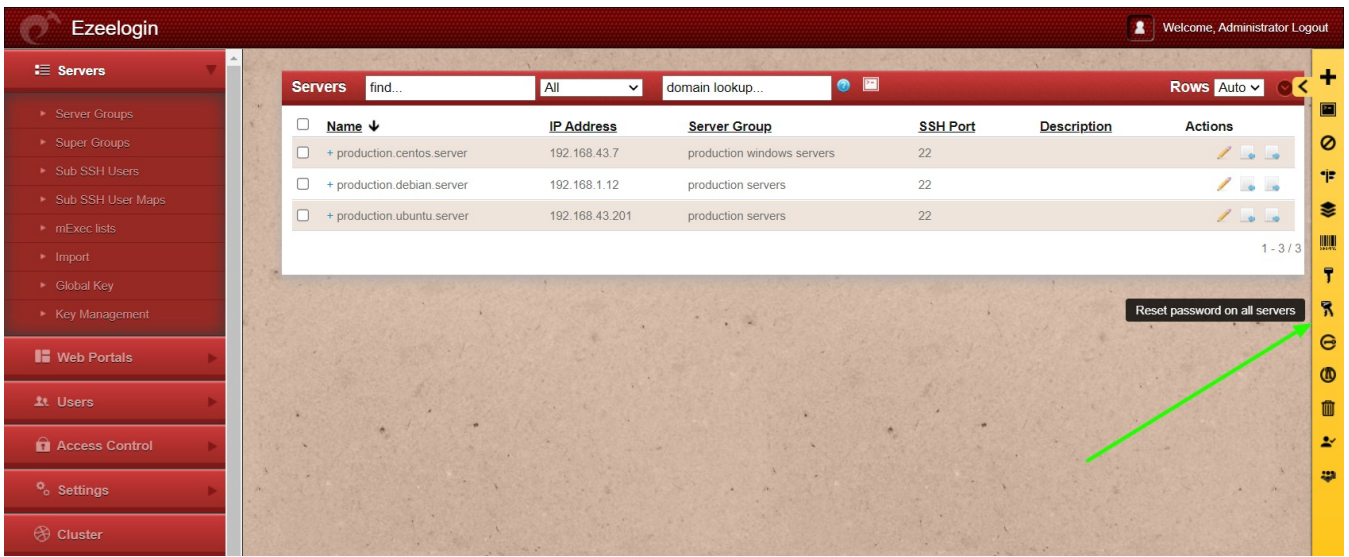 Ezeelogin
Welcome, Administrator Logout
Servers
Server Groups
Super Groups
Sub SSH Users
Sub SSH User Maps
mExec lists
Import
Global Key
Key Management
Web Portals
Users
Access Control
Settings
Cluster
Servers find... All domain lookup... Rows Auto
Name IP Address Server Group SSH Port Description Actions
+ production.centos.server 192.168.43.7 production windows servers 22
+ production.debian.server 192.168.1.12 production servers 22
+ production.ubuntu.server 192.168.43.201 production servers 22
1 - 3 / 3
Reset password on all servers